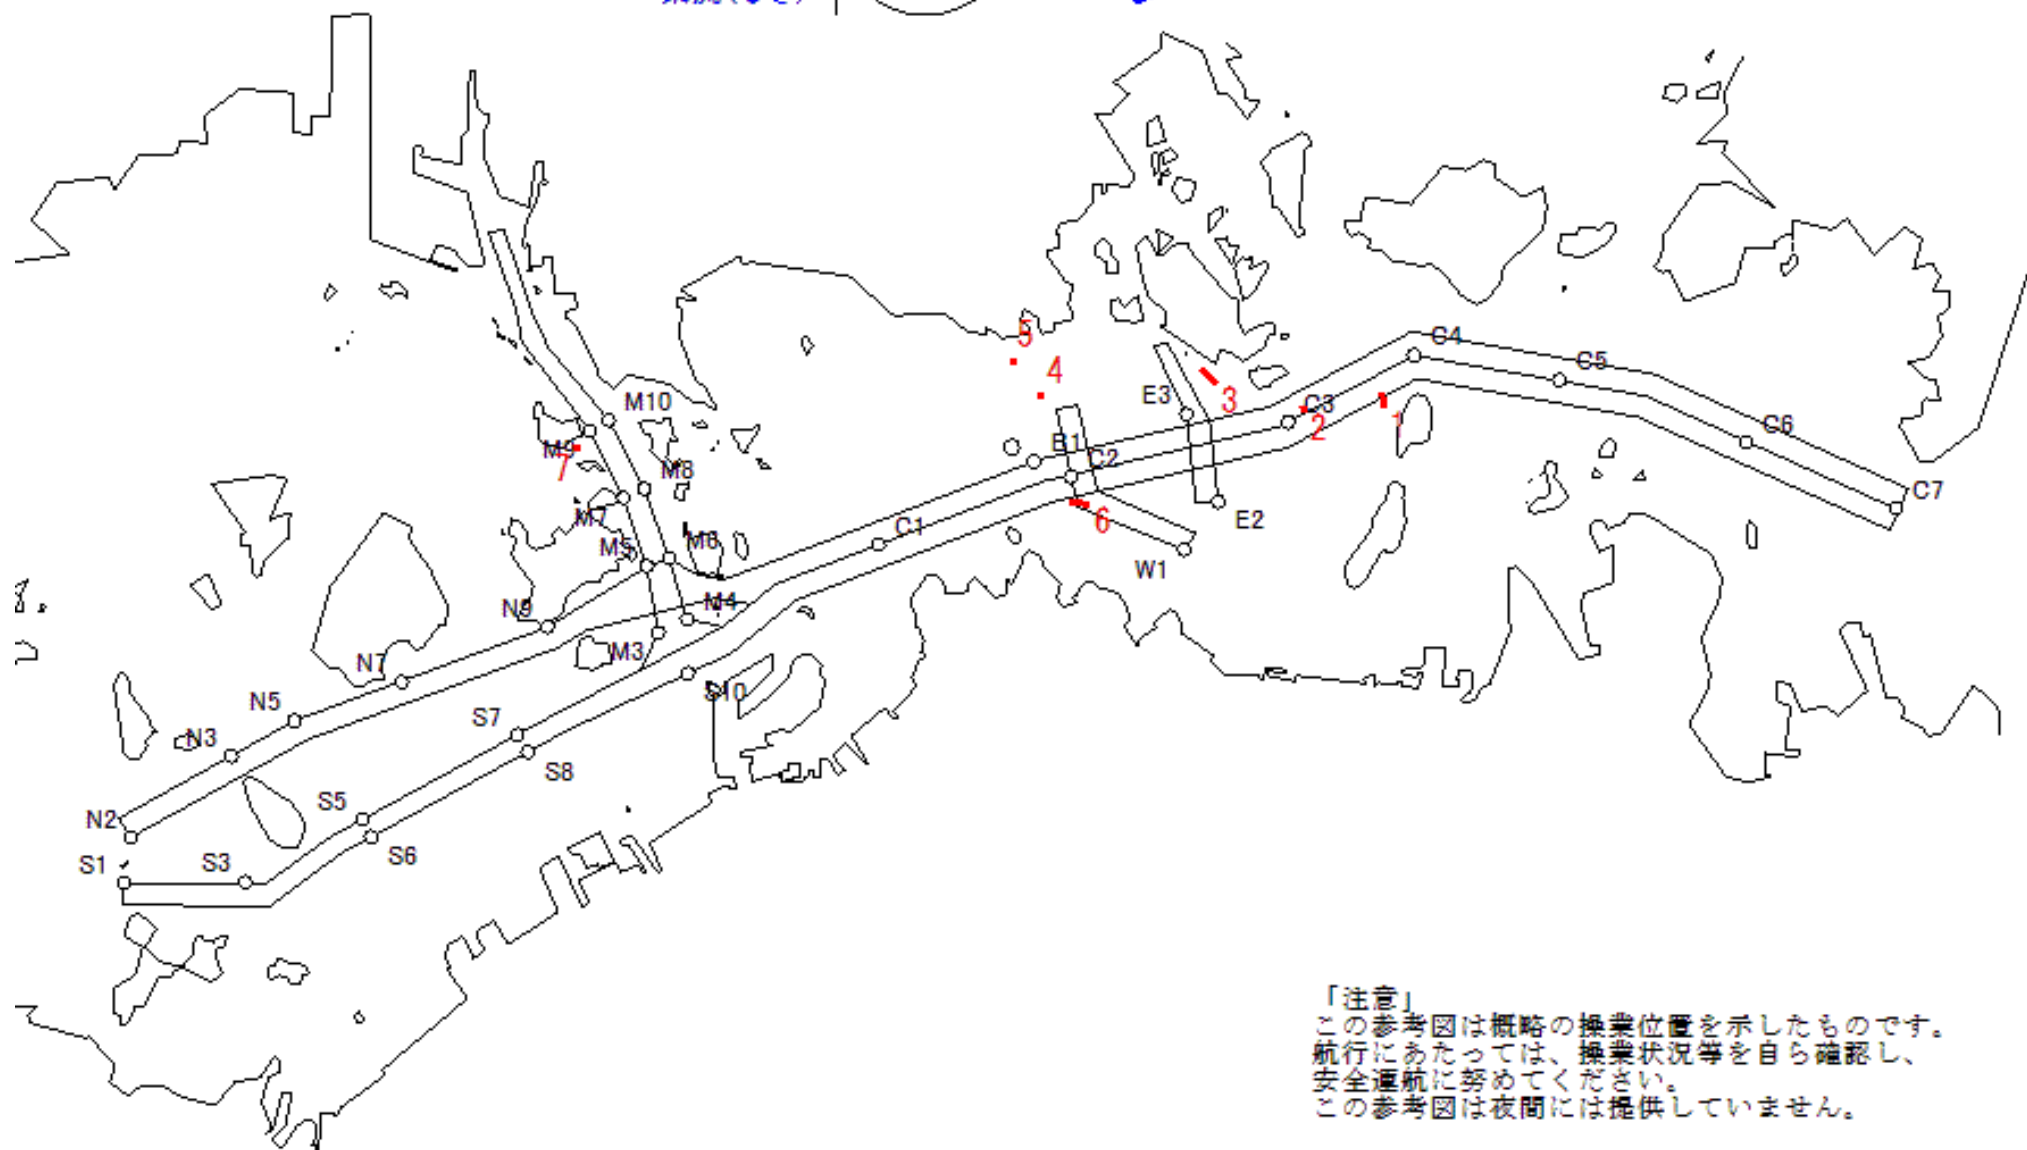 C4
5
C5
4
E3
C3
3
2
1
M10
C6
B1
M9
7
M8
C2
C7
M7
6
E2
C1
M5
M6
W1
N9
M4
M3
N7
S10
N5
S7
N3
S8
S5
N2
S6
S1
S3
「注意」
この参考図は概略の操業位置を示したものです。
航行にあたっては、操業状況等を自ら確認し、
安全運航に努めてください。
この参考図は夜間には提供していません。